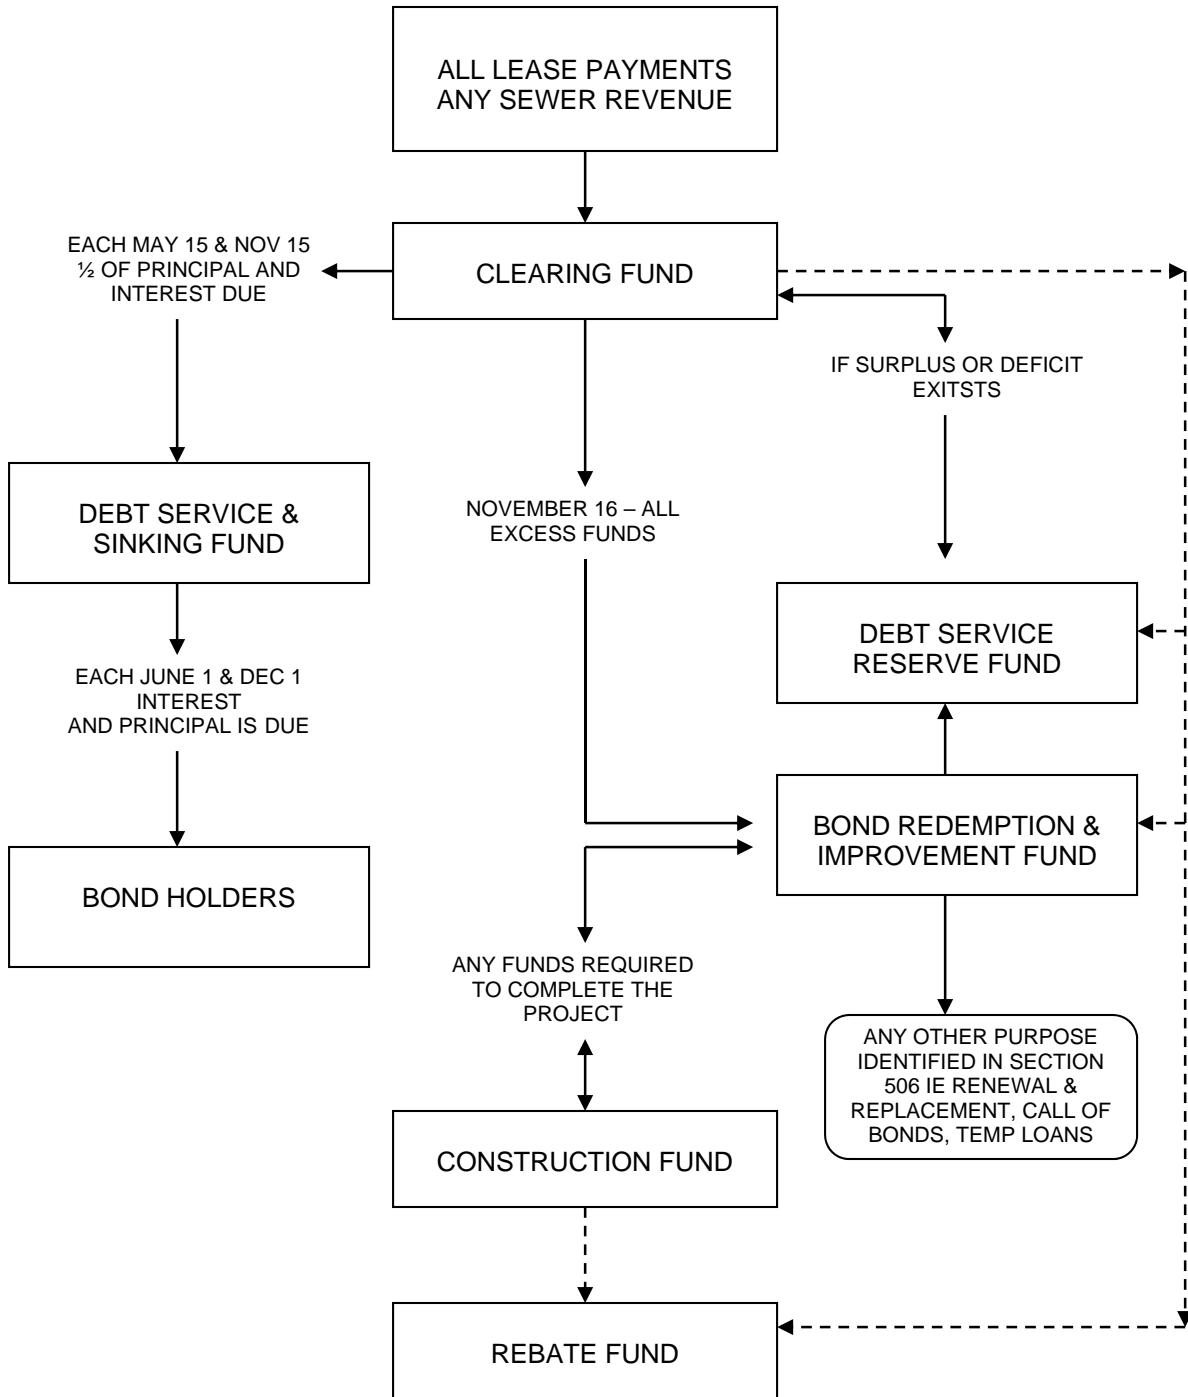 ALL LEASE PAYMENTS
ANY SEWER REVENUE
EACH MAY 15 & NOV 15
½ OF PRINCIPAL AND
INTEREST DUE
CLEARING FUND
IF SURPLUS OR DEFICIT
EXITSTS
DEBT SERVICE &
SINKING FUND
NOVEMBER 16 – ALL
EXCESS FUNDS
DEBT SERVICE
RESERVE FUND
EACH JUNE 1 & DEC 1
INTEREST
AND PRINCIPAL IS DUE
BOND REDEMPTION &
IMPROVEMENT FUND
BOND HOLDERS
ANY FUNDS REQUIRED
TO COMPLETE THE
PROJECT
ANY OTHER PURPOSE
IDENTIFIED IN SECTION
506 IE RENEWAL &
REPLACEMENT, CALL OF
BONDS, TEMP LOANS
CONSTRUCTION FUND
REBATE FUND